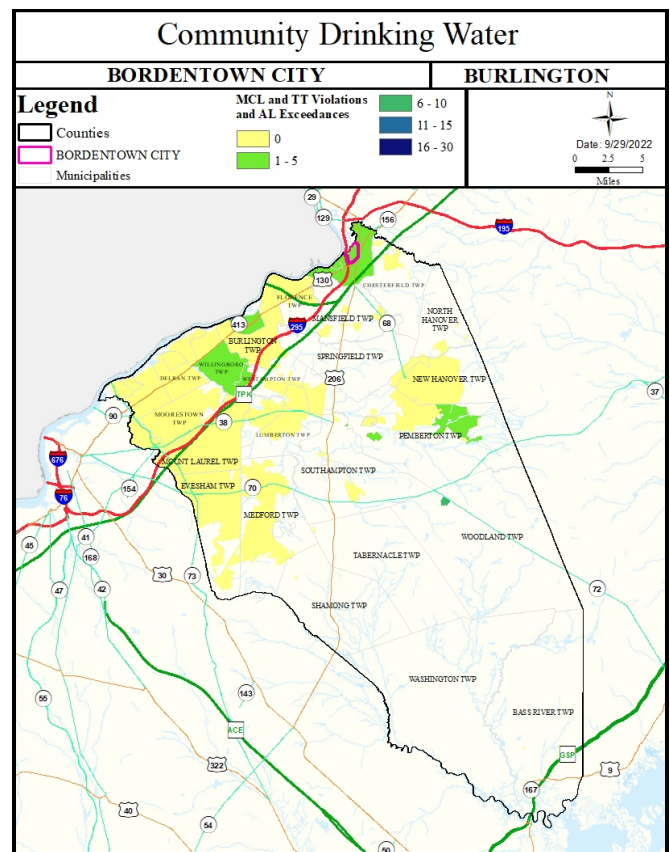 Community Drinking Water
BORDENTOWN CITY
BURLINGTON
Legend
Counties
BORDENTOWN CITY
Municipalities
MCL and TT Violations
and AL Exceedances
0
1 - 5
6 - 10
11 - 15
16 - 30
N
Date: 9/29/2022
0 2.5 5
Miles
29
129
156
195
130
CHESTERFIELD TWP
FLORENCE
TWP
413
295
MANSFIELD TWP
68
NORTH
HANOVER
TWP
BURLINGTON
TWP
SPRINGFIELD TWP
WILLINGBORO
TWP
DELRAN TWP
WESTAMPTON TWP
206
NEW HANOVER TWP
37
TPK
90
MOORESTOWN
TWP
38
LUMBERTON TWP
PEMBERTON TWP
676
MOUNT LAUREL TWP
SOUTHAMPTON TWP
76
154
EVESHAM TWP
70
MEDFORD TWP
45
41
168
WOODLAND TWP
TABERNACLE TWP
30
73
47
42
72
SHAMONG TWP
WASHINGTON TWP
55
143
BASS RIVER TWP
ACE
322
GSP
9
167
40
54
50